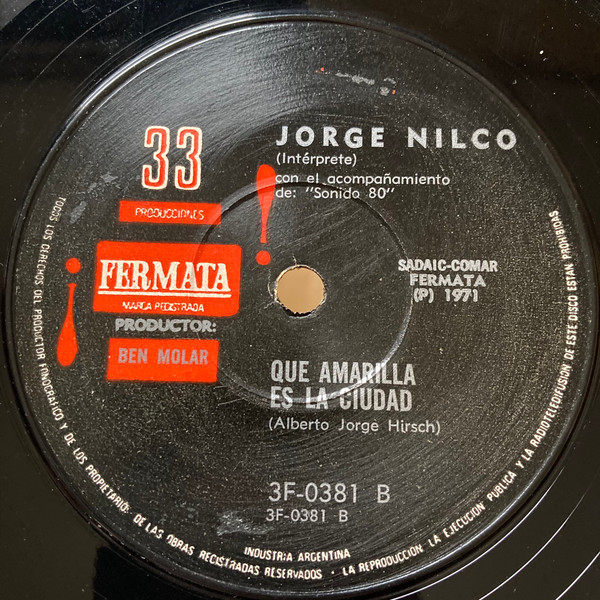 33
PRODUCCIONES
FERMATA
MARCA REGISTRADA
PRODUCTOR:
BEN MOLAR
JORGE NILCO
(Intérprete)
con el acompañamiento
de: "Sonido 80"
SADAIC-COMAR
FERMATA
(P) 1971
QUE AMARILLA
ES LA CIUDAD
(Alberto Jorge Hirsch)
3F-0381 B
3F-0381 B
INDUSTRIA ARGENTINA
TODOS LOS DERECHOS DEL PRODUCTOR FONOGRAFICO Y DE LOS PROPIETARIOS DE LAS OBRAS REGISTRADAS RESERVADOS - LA REPRODUCCION, LA EJECUCION PUBLICA Y LA RADIOTELEDIFUSION DE ESTE DISCO ESTAN PROHIBIDAS